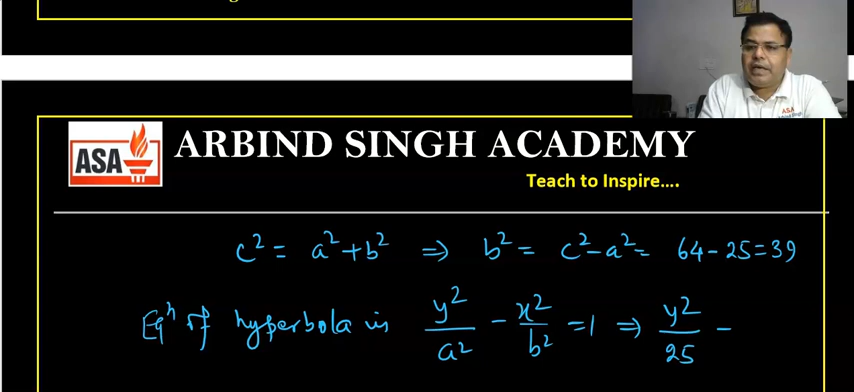 ASA
ASA
ARBIND SINGH ACADEMY
Teach to Inspire....
c² = a² + b² ⇒ b² = c² - a² = 64 - 25 = 39
Eqⁿ of hyperbola is y²/a² - x²/b² = 1 ⇒ y²/25 -